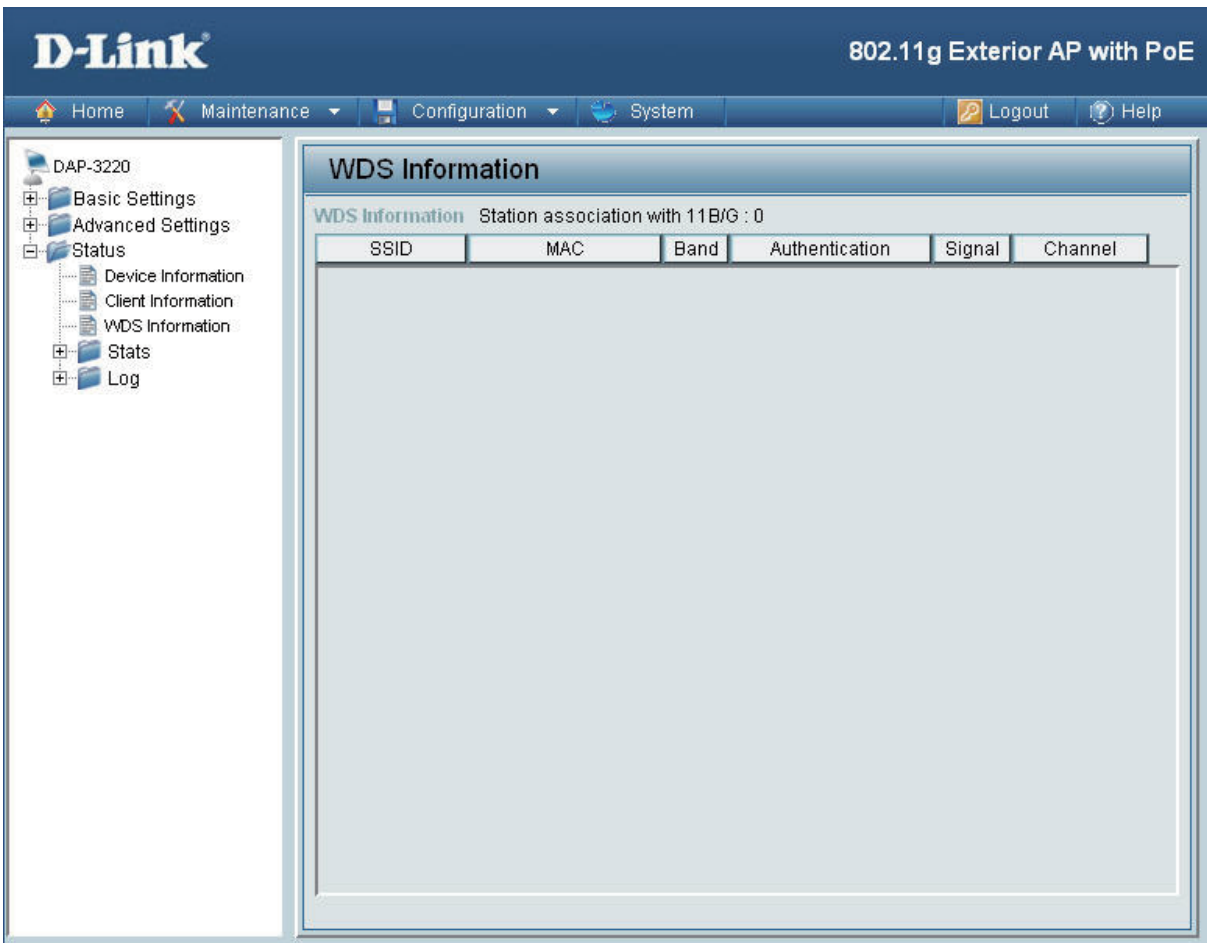 D-Link
802.11g Exterior AP with PoE
Home Maintenance Configuration System Logout Help
DAP-3220
Basic Settings
Advanced Settings
Status
Device Information
Client Information
WDS Information
Stats
Log
WDS Information
WDS Information Station association with 11B/G : 0
SSID MAC Band Authentication Signal Channel